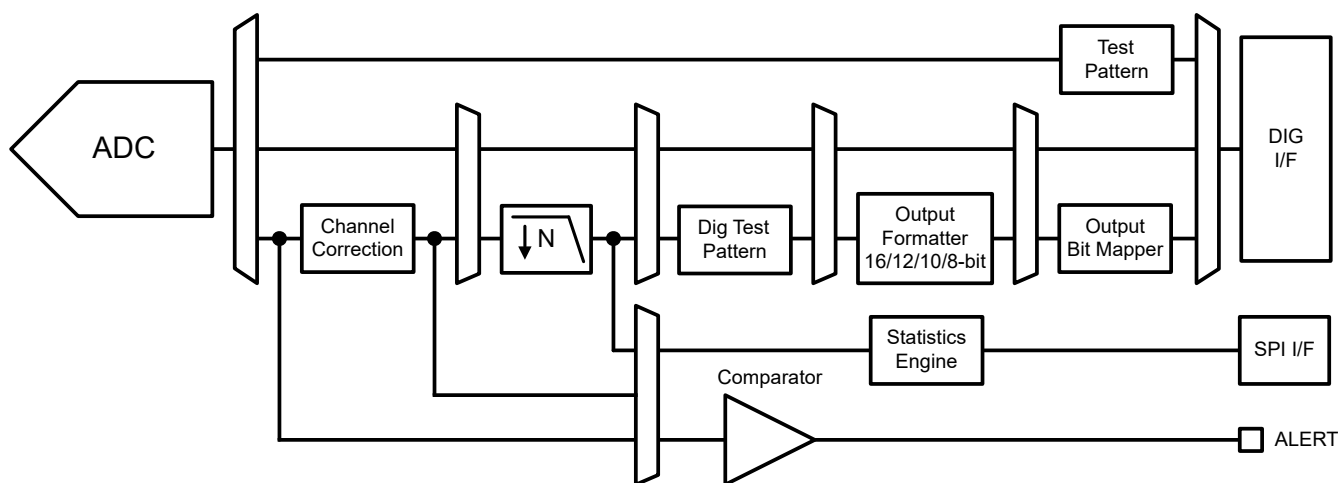 Test
Pattern
ADC
DIG
I/F
Channel
Correction
N
Dig Test
Pattern
Output
Formatter
16/12/10/8-bit
Output
Bit Mapper
Statistics
Engine
SPI I/F
Comparator
ALERT